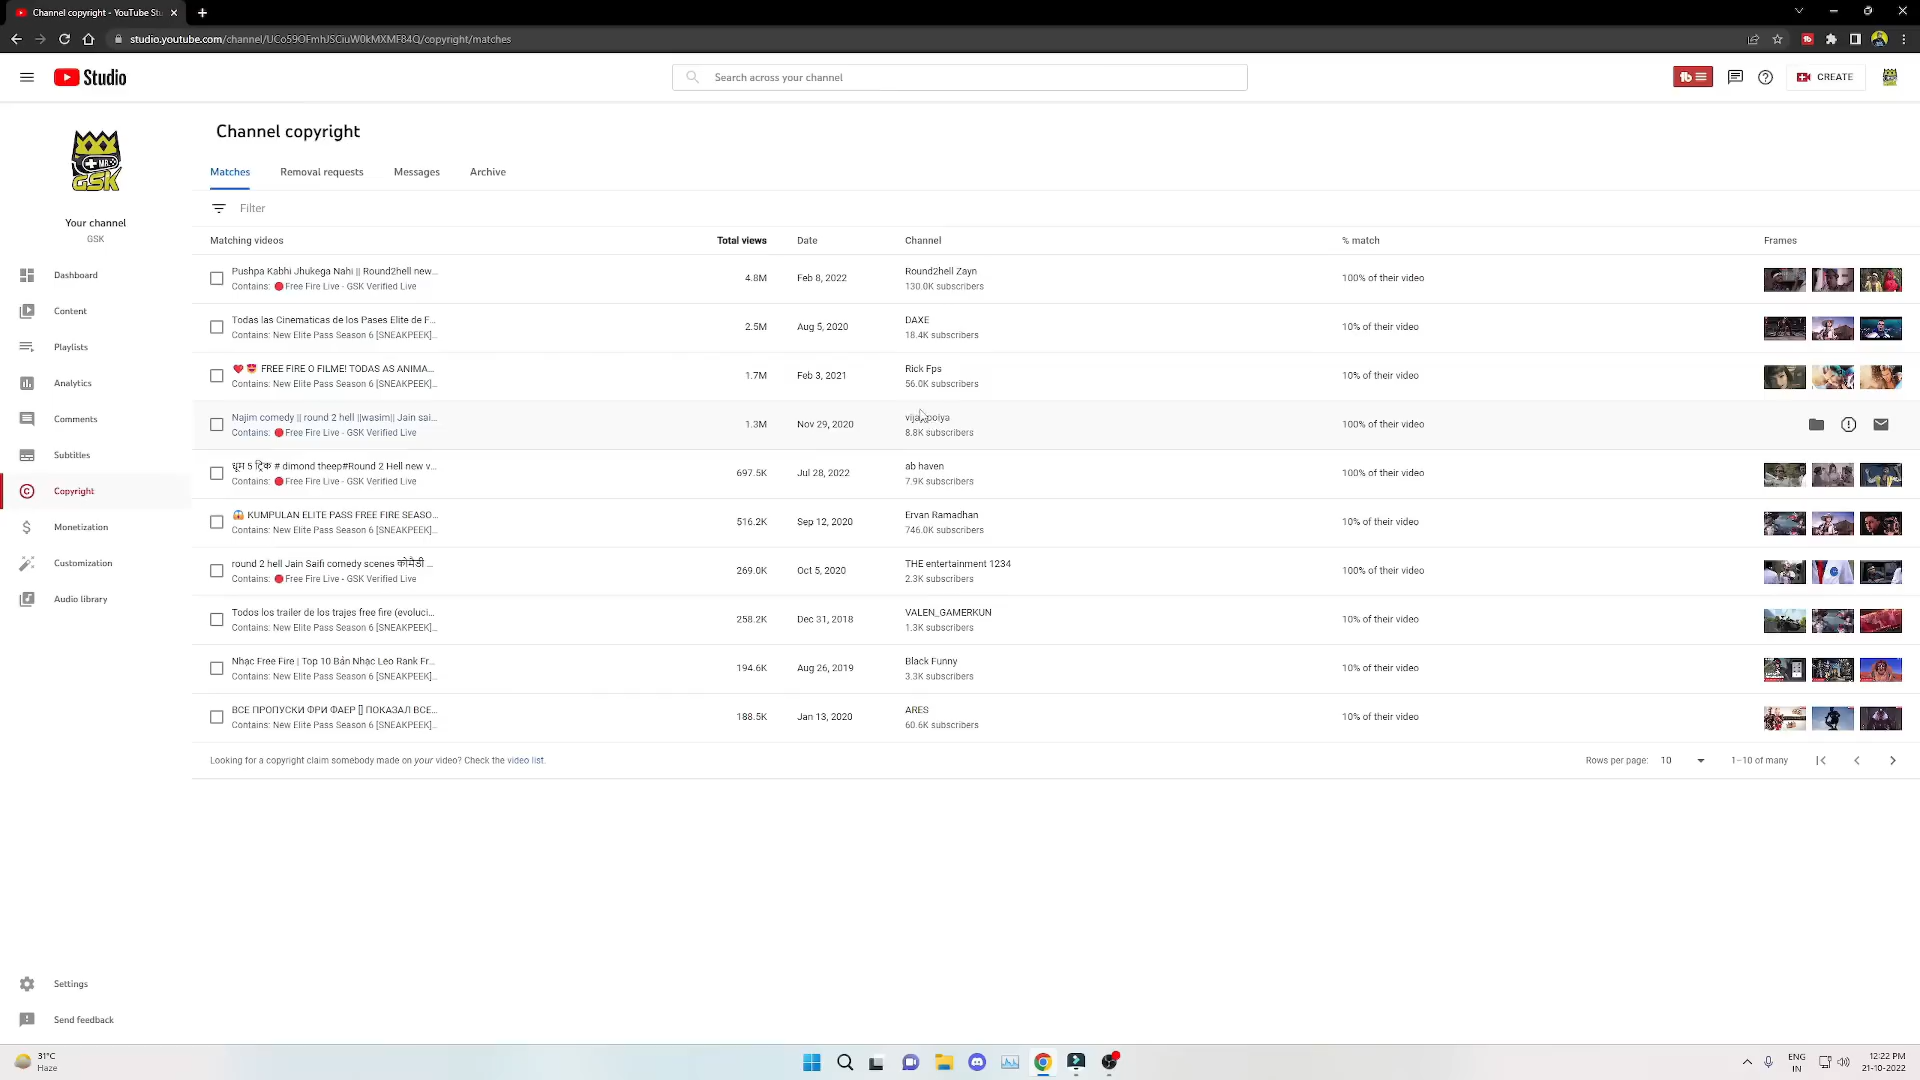 Channel copyright - YouTube Stu
studio.youtube.com/channel/UCo59OFmhJSCiuW0kMXMF84Q/copyright/matches
Studio
Search across your channel
CREATE
MR.
GSK
Your channel
GSK
Dashboard
Content
Playlists
Analytics
Comments
Subtitles
Copyright
Monetization
Customization
Audio library
Settings
Send feedback
Channel copyright
Matches Removal requests Messages Archive
Filter
Matching videos Total views Date Channel % match Frames
Pushpa Kabhi Jhukega Nahi || Round2hell new... 4.8M Feb 8, 2022 Round2hell Zayn 100% of their video
Contains: 🔴Free Fire Live - GSK Verified Live 130.0K subscribers
Todas las Cinematicas de los Pases Elite de F... 2.5M Aug 5, 2020 DAXE 10% of their video
Contains: New Elite Pass Season 6 [SNEAKPEEK]... 18.4K subscribers
❤️ 😍 FREE FIRE O FILME! TODAS AS ANIMA... 1.7M Feb 3, 2021 Rick Fps 10% of their video
Contains: New Elite Pass Season 6 [SNEAKPEEK]... 56.0K subscribers
Najim comedy || round 2 hell ||wasim|| Jain sai... 1.3M Nov 29, 2020 100% of their video
Contains: 🔴Free Fire Live - GSK Verified Live 8.8K subscribers
धूम 5 ट्रिक # dimond theep#Round 2 Hell new v... 697.5K Jul 28, 2022 ab haven 100% of their video
Contains: 🔴Free Fire Live - GSK Verified Live 7.9K subscribers
😱 KUMPULAN ELITE PASS FREE FIRE SEASO... 516.2K Sep 12, 2020 Ervan Ramadhan 10% of their video
Contains: New Elite Pass Season 6 [SNEAKPEEK]... 746.0K subscribers
round 2 hell Jain Saifi comedy scenes कोमैडी ... 269.0K Oct 5, 2020 THE entertainment 1234 100% of their video
Contains: 🔴Free Fire Live - GSK Verified Live 2.3K subscribers
Todos los trailer de los trajes free fire (evoluci... 258.2K Dec 31, 2018 VALEN_GAMERKUN 10% of their video
Contains: New Elite Pass Season 6 [SNEAKPEEK]... 1.3K subscribers
Nhạc Free Fire | Top 10 Bản Nhạc Leo Rank Fr... 194.6K Aug 26, 2019 Black Funny 10% of their video
Contains: New Elite Pass Season 6 [SNEAKPEEK]... 3.3K subscribers
ВСЕ ПРОПУСКИ ФРИ ФАЕР [] ПОКАЗАЛ ВСЕ... 188.5K Jan 13, 2020 ARES 10% of their video
Contains: New Elite Pass Season 6 [SNEAKPEEK]... 60.6K subscribers
Looking for a copyright claim somebody made on your video? Check the video list. Rows per page: 10 1–10 of many
31°C
Haze
ENG
IN
12:22 PM
21-10-2022